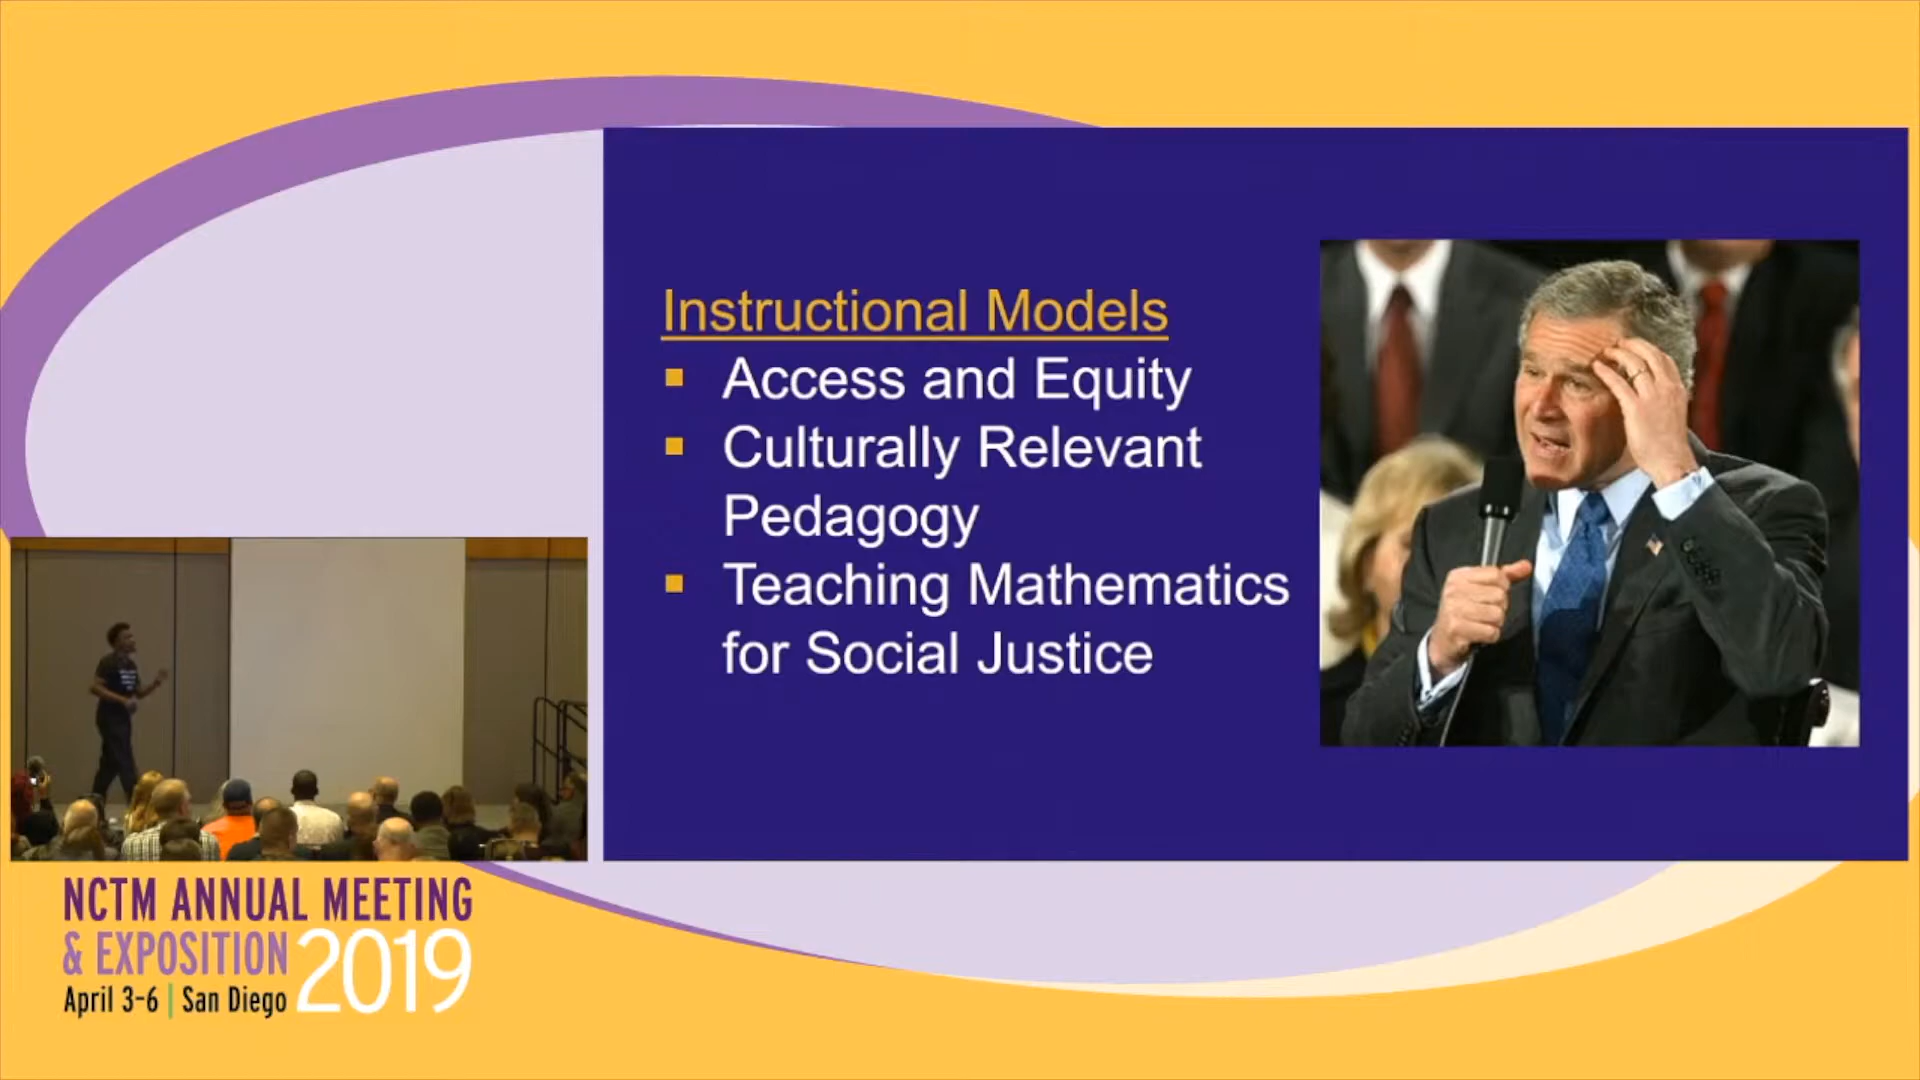 Instructional Models
Access and Equity
Culturally Relevant
Pedagogy
Teaching Mathematics
for Social Justice
NCTM ANNUAL MEETING
& EXPOSITION 2019
April 3-6 | San Diego